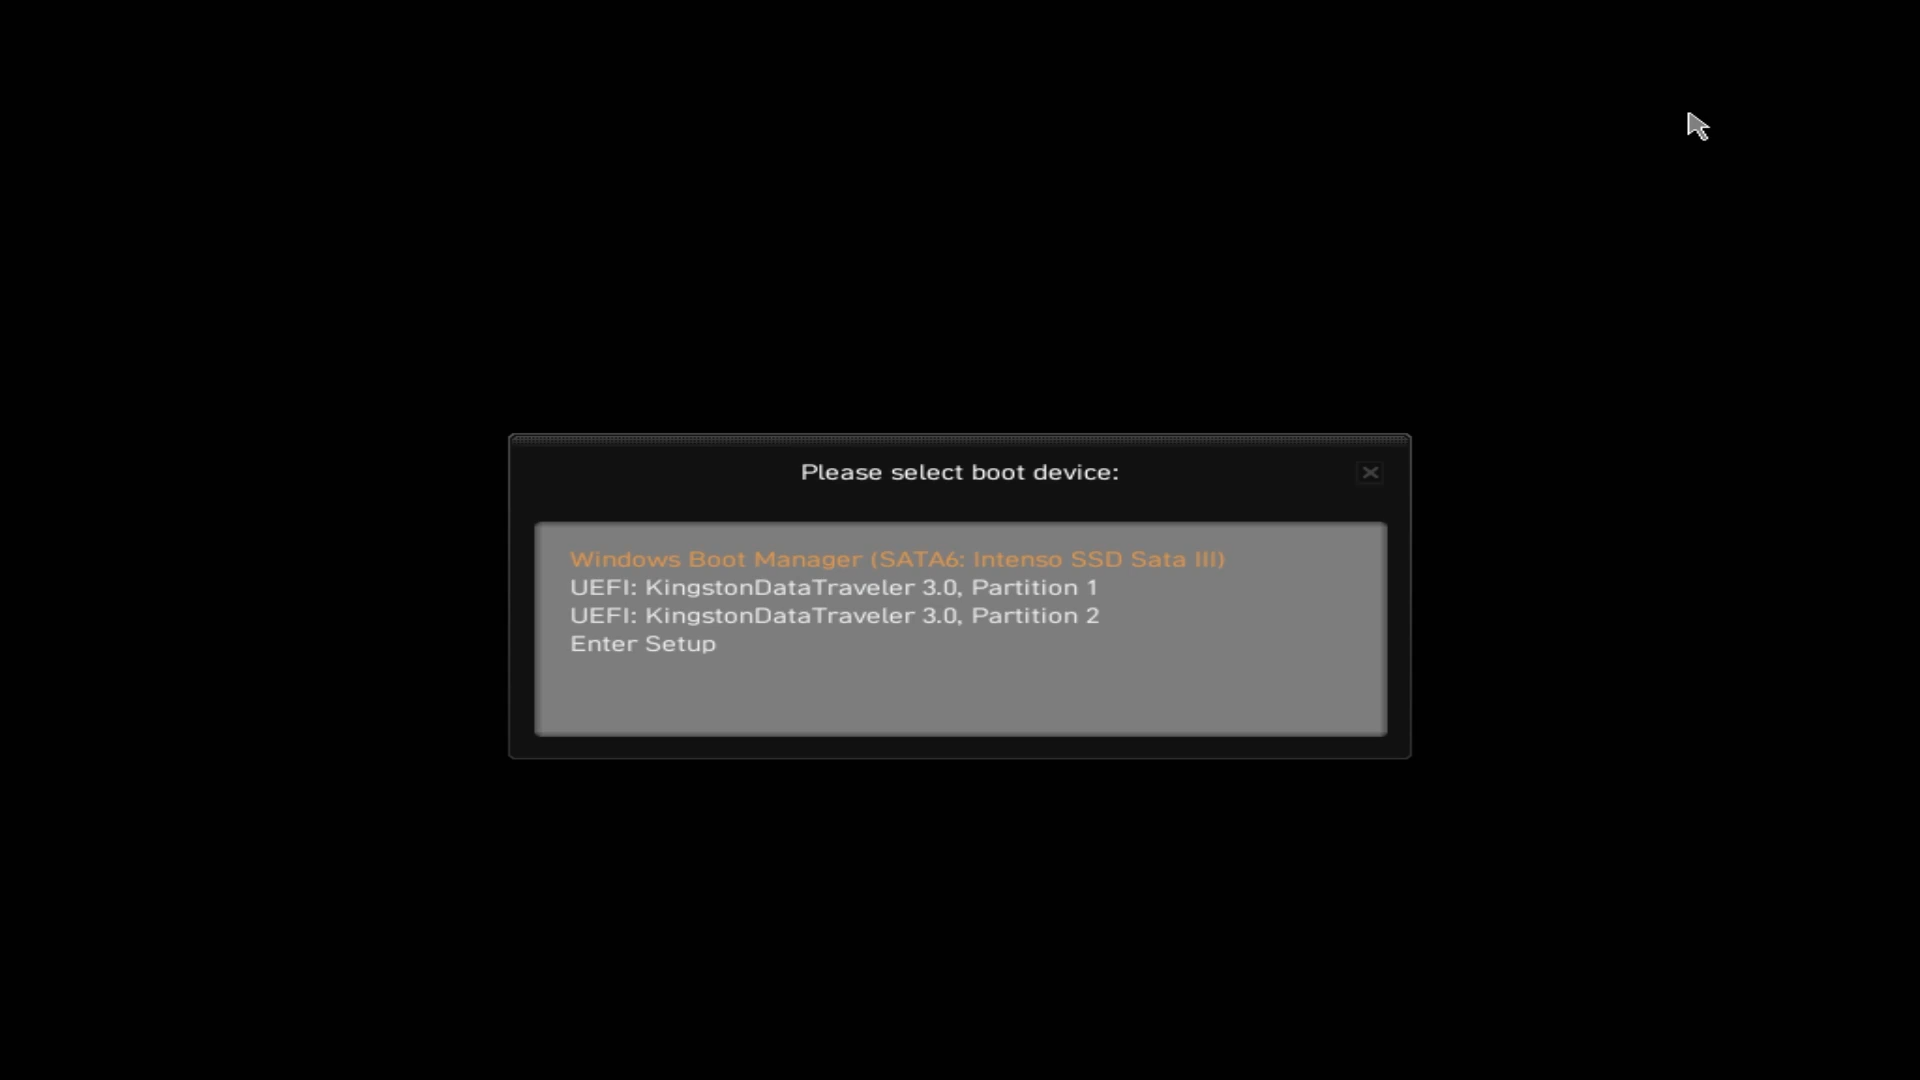 Please select boot device:
Windows Boot Manager (SATA6: Intenso SSD Sata III)
UEFI: KingstonDataTraveler 3.0, Partition 1
UEFI: KingstonDataTraveler 3.0, Partition 2
Enter Setup